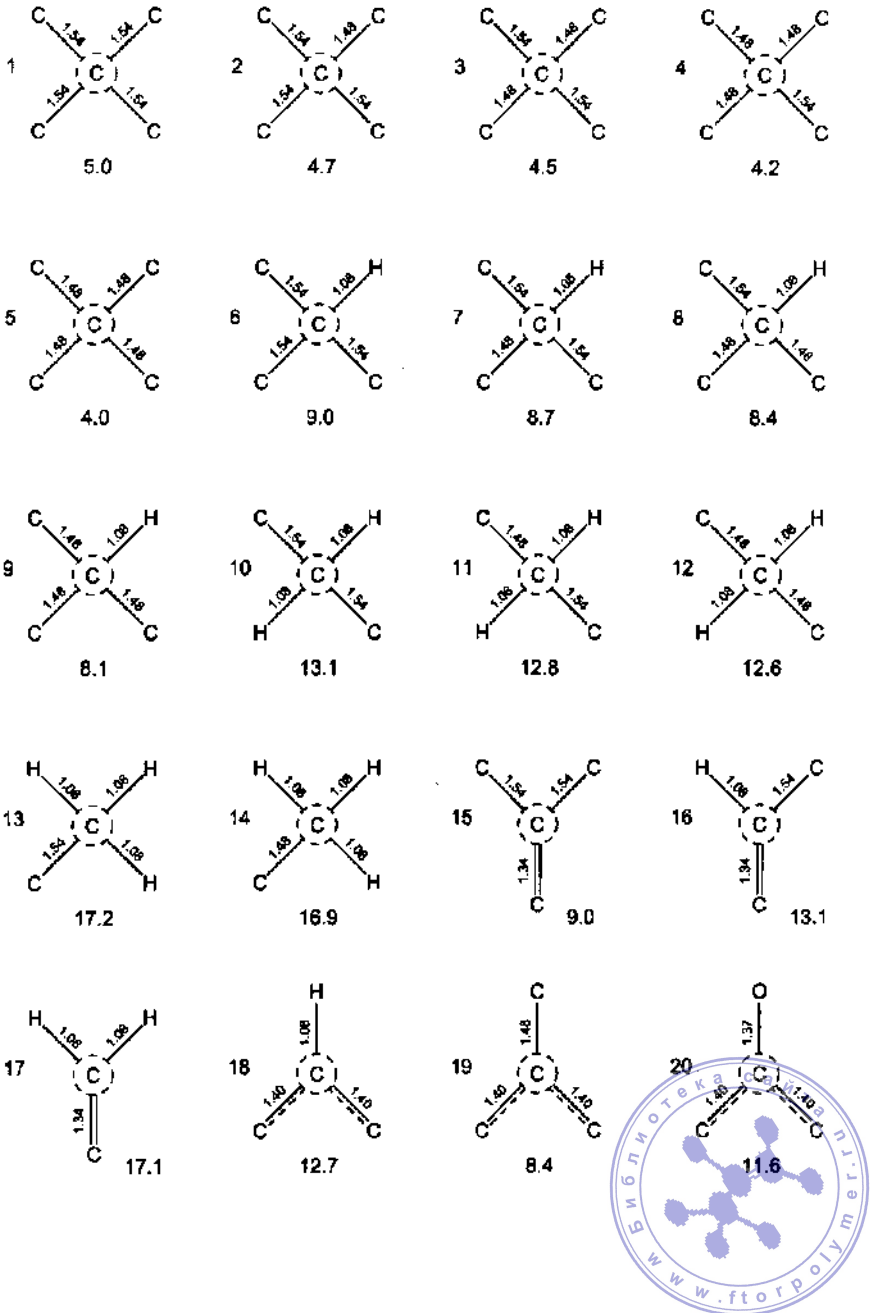 C C C C C C C C
1.54 1.54 1.54 1.48 1.54 1.48 1.48 1.48
1 C 2 C 3 C 4 C
1.54 1.54 1.54 1.54 1.48 1.54 1.48 1.54
C C C C C C C C
5.0 4.7 4.5 4.2
C C C H C H C H
1.48 1.48 1.54 1.08 1.54 1.08 1.54 1.08
5 C 6 C 7 C 8 C
1.48 1.48 1.54 1.54 1.48 1.54 1.48 1.48
C C C C C C C C
4.0 9.0 8.7 8.4
C H C H C H C H
1.48 1.08 1.54 1.08 1.48 1.08 1.48 1.08
9 C 10 C 11 C 12 C
1.48 1.48 1.08 1.54 1.08 1.54 1.08 1.48
C C H C H C H C
8.1 13.1 12.8 12.6
H H H H C C H C
1.08 1.08 1.08 1.08 1.54 1.54 1.08 1.54
13 C 14 C 15 C 16 C
1.54 1.08 1.48 1.08 1.34 1.34
C H C H C C
17.2 16.9 9.0 13.1
H H H C O
1.08 1.08 1.08 1.48 1.37
17 C 18 C 19 C 20 C
1.34 1.40 1.40 1.40 1.40 1.40 1.40
C C C C C C C
17.1 12.7 8.4 11.6
Библиотека сайта
www.ftorpolymer.ru